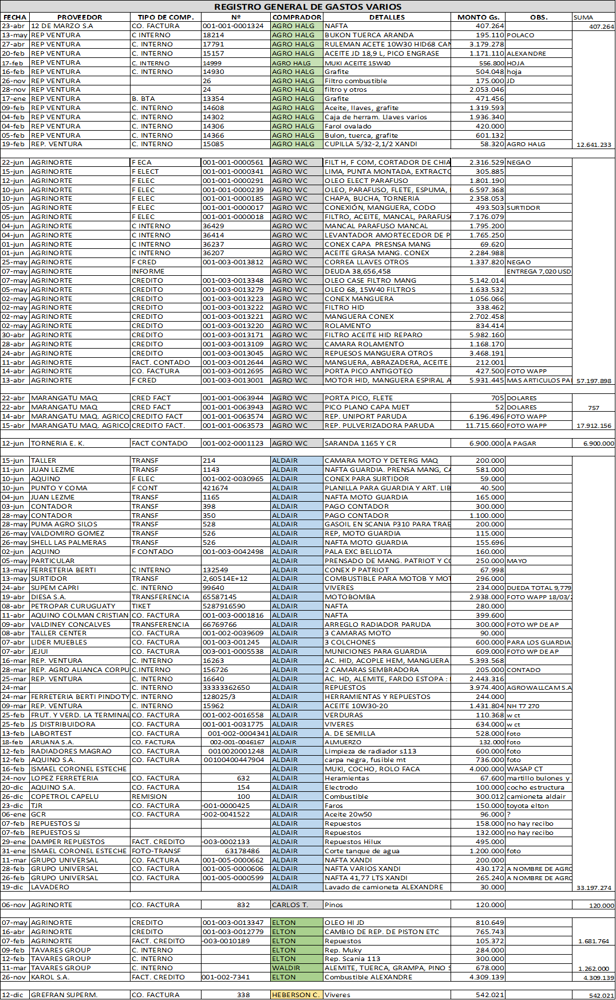 REGISTRO GENERAL DE GASTOS VARIOS
FECHA PROVEEDOR TIPO DE COMP. Nº COMPRADOR DETALLES MONTO Gs. OBS. SUMA
23-abr 12 DE MARZO S.A CO. FACTURA 001-001-0001324 AGRO HALG NAFTA 407.264 407.264
13-may REP VENTURA C INTERNO 18214 AGRO HALG BUKON TUERCA ARANDA 195.110 POLACO
27-abr REP VENTURA C. INTERNO 17791 AGRO HALG RULEMAN ACETE 10W30 HID68 CAN 3.179.278
20-feb REP VENTURA C. INTERNO 15157 AGRO HALG ACEITE JD 18,9 L, PICO ENGRASE 1.171.110 ALEXANDRE
17-feb REP VENTURA C. INTERNO 14999 AGRO HALG MUKI ACEITE 15W40 556.800 HOJA
16-feb REP VENTURA C. INTERNO 14930 AGRO HALG Grafite 504.048 hoja
26-nov REP VENTURA 26 AGRO HALG Filtro combustible 175.000 JD
28-nov REP VENTURA 24 AGRO HALG filtro y otros 2.053.046
17-ene REP VENTURA B. BTA 13354 AGRO HALG Grafite 471.456
09-feb REP VENTURA C. INTERNO 14608 AGRO HALG Aceite, llaves, grafite 1.319.593
04-feb REP VENTURA C. INTERNO 14302 AGRO HALG Caja de herram. Llaves varios 1.936.340
04-feb REP VENTURA C. INTERNO 14306 AGRO HALG Farol ovalado 420.000
05-feb REP VENTURA C. INTERNO 14366 AGRO HALG Bulon, tuerca, grafite 601.132
19-feb REP. VENTURA C. INTERNO 15085 AGRO HALG CUPILLA 5/32-2,1/2 XANDI 58.320 AGRO HALG 12.641.233
22-jun AGRINORTE F ECA 001-001-0000561 AGRO WC FILT H, F COM, CORTADOR DE CHIA 2.316.529 NEGAO
15-jun AGRINORTE F ELECT 001-001-0000341 AGRO WC LIMA, PUNTA MONTADA, EXTRACTO 305.885
12-jun AGRINORTE F ELEC 001-001-0000291 AGRO WC OLEO ELECT PARAFUSO 1.801.190
10-jun AGRINORTE F ELEC 001-001-0000239 AGRO WC OLEO, PARAFUSO, FLETE, ESPUMA, 6.597.368
10-jun AGRINORTE F ELEC 001-001-0000185 AGRO WC CHAPA, BUCHA, TORNERIA 2.358.053
05-jun AGRINORTE F ELEC 001-001-0000017 AGRO WC CONEXIÓN, MANGUERA, CODO 493.503 SURTIDOR
05-jun AGRINORTE F ELEC 001-001-0000018 AGRO WC FILTRO, ACEITE, MANCAL, PARAFUS 7.176.079
04-jun AGRINORTE C INTERNO 36429 AGRO WC MANCAL PARAFUSO MANCAL 1.795.200
04-jun AGRINORTE C INTERNO 36414 AGRO WC LEVANTADOR AMORTECEDOR DE P 1.765.250
01-jun AGRINORTE C INTERNO 36237 AGRO WC CONEX CAPA PRESNSA MANG 69.620
01-jun AGRINORTE C INTERNO 36207 AGRO WC ACEITE GRASA MANG. CONEX 2.284.988
25-may AGRINORTE F CRED 001-003-0013812 AGRO WC CORREA LLAVES OTROS 1.337.820 NEGAO
07-may AGRINORTE INFORME AGRO WC DEUDA 38,656,458 ENTREGA 7,020 USD
07-may AGRINORTE CREDITO 001-003-0013348 AGRO WC OLEO CASE FILTRO MANG 5.142.014
05-may AGRINORTE CREDITO 001-003-0013279 AGRO WC OLEO 68, 15W40 FILTROS 1.633.532
02-may AGRINORTE CREDITO 001-003-0013223 AGRO WC CONEX MANGUERA 1.056.066
02-may AGRINORTE CREDITO 001-003-0013222 AGRO WC FILTRO HID 338.462
02-may AGRINORTE CREDITO 001-003-0013221 AGRO WC MANGUERA CONEX 2.702.458
02-may AGRINORTE CREDITO 001-003-0013220 AGRO WC ROLAMENTO 834.414
30-abr AGRINORTE CREDITO 001-003-0013171 AGRO WC FILTRO ACEITE HID REPARO 5.982.160
28-abr AGRINORTE CREDITO 001-003-0013109 AGRO WC CAMARA ROLAMENTO 1.168.170
24-abr AGRINORTE CREDITO 001-003-0013045 AGRO WC REPUESOS MANGUERA OTROS 3.468.191
11-abr AGRINORTE FACT. CONTADO 001-003-0012644 AGRO WC MANGUERA, ABRAZADERA, ACEITE 212.001
14-abr AGRINORTE CO. FACTURA 001-003-0012695 AGRO WC PORTA PICO ANTIGOTEO 427.500 FOTO WAPP
13-abr AGRINORTE F CRED 001-003-0013001 AGRO WC MOTOR HID, MANGUERA ESPIRAL A 5.931.445 MAS ARTICULOS PA 57.197.898
22-abr MARANGATU MAQ CRED FACT 001-001-0063944 AGRO WC PORTA PICO, FLETE 705 DOLARES
22-abr MARANGATU MAQ CRED FACT 001-001-0063943 AGRO WC PICO PLANO CAPA MJET 52 DOLARES 757
14-abr MARANGATU MAQ. AGRICO CREDITO FACT 001-001-0063574 AGRO WC REP. UNIPORT PARUDA 6.196.496 FOTO WAPP
15-abr MARANGATU MAQ. AGRICO CREDITO FACT. 001-001-0063573 AGRO WC REP. PULVERIZADORA PARUDA 11.715.660 FOTO WAPP 17.912.156
12-jun TORNERIA E. K. FACT CONTADO 001-002-0001123 AGRO WC SARANDA 1165 Y CR 6.900.000 A PAGAR 6.900.000
15-jun TALLER TRANSF 214 ALDAIR CAMARA MOTO Y DETERG MAQ 200.000
11-jun JUAN LEZME TRANSF 1143 ALDAIR NAFTA GUARDIA. PRENSA MANG, CA 581.000
10-jun AQUINO F ELEC 001-002-0030965 ALDAIR CONEX PARA SURTIDOR 59.000
10-jun PUNTO Y COMA F CONT 421674 ALDAIR PLANILLA PARA GUARDIA Y ART. LIB 40.500
04-jun JUAN LEZME TRANSF 1165 ALDAIR NAFTA MOTO GUARDIA 165.000
03-jun CONTADOR TRANSF 398 ALDAIR PAGO CONTADOR 300.000
28-may CONTADOR TRANSF 350 ALDAIR PAGO CONTADOR 1.100.000
28-may PUMA AGRO SILOS TRANSF 528 ALDAIR GASOIL EN SCANIA P310 PARA TRAE 200.000
26-may VALDOMIRO GOMEZ TRANSF 526 ALDAIR REP, MOTO GUARDIA 115.000
26-may SHELL LAS PALMERAS TRANSF 526 ALDAIR NAFTA MOTO GUARDIA 155.696
02-jun AQUINO F CONTADO 001-003-0042498 ALDAIR PALA EXC BELLOTA 160.000
05-may PARTICULAR ALDAIR PRENSADO DE MANG. PATRIOT Y CO 250.000 MAYO
13-may FERRETERIA BERTI C INTERNO 132549 ALDAIR CONEX P PATRIOT 67.998
13-may SURTIDOR TRANSF 2,60514E+12 ALDAIR COMBUSTIBLE PARA MOTOB Y MOT 296.000
24-abr SUPEM CAPRI C. INTERNO 99640 ALDAIR VIVERES 234.000 DUEDA TOTAL 9,779
19-abr DIESA S.A. TRANSFERENCIA 65587145 ALDAIR MOTOBOMBA 2.938.000 FOTO WAPP 18/03/2
08-abr PETROPAR CURUGUATY TIKET 5287916590 ALDAIR NAFTA 280.000
11-abr AQUINO COLMAN CRISTIAN CO. FACTURA 001-003-0001816 ALDAIR NAFTA 399.600
09-abr VALDINEY CONCALVES TRANSFERENCIA 66769766 ALDAIR ARREGLO RADIADOR PARUDA 300.000 FOTO WP DE AP
08-abr TALLER CENTER CO. FACTURA 001-002-0039609 ALDAIR 3 CAMARAS MOTO 90.000
07-abr LIDER MUEBLES CO. FACTURA 001-003-001245 ALDAIR 3 COLCHONES 600.000 PARA LOS GUARDIA
07-abr JEJUI CO. FACTURA 003-001-0005538 ALDAIR MUNICIONES PARA GUARDIA 609.000 FOTO WP DE AP
16-mar REP. VENTURA C. INTERNO 16263 ALDAIR AC. HID, ACOPLE HEM, MANGUERA 5.393.568
28-mar REP. AGRO ALIANCA CORPU C.INTERNO 156726 ALDAIR 2 CAMARAS SEMBRADORA 205.000 CONTADO
25-mar REP. VENTURA C. INTERNO 16640 ALDAIR AC. HD, ALEMITE, FARDO ESTOPA : 2.443.316
24-mar C. INTERNO 33333362650 ALDAIR REPUESTOS 3.974.400 AGROWALLCAM S.A
24-mar FERRETERIA BERTI PINDOTY C. INTERNO 128025/3 ALDAIR HERRAMIENTAS Y REPUESTOS 244.000
09-mar REP. VENTURA C. INTERNO 15962 ALDAIR ACEITE 10W30-20 1.431.804 NH T7 270
25-feb FRUT. Y VERD. LA TERMINAL CO. FACTURA 001-002-0016558 ALDAIR VERDURAS 110.368 w ct
25-feb JS DISTRIBUIDORA CO. FACTURA 001-001-0031775 ALDAIR VIVERES 634.000 w ct
13-feb LABORTEST CO. FACTURA 001-002-0004341 ALDAIR A. DE SEMILLA 528.000 foto
18-feb ARUANA S.A. CO. FACTURA 002-001-0046167 ALDAIR ALMUERZO 132.000 foto
12-feb RADIADORES MAGRAO CO. FACTURA 0010020001248 ALDAIR Limpieza de radiador s113 600.000 foto
12-feb AQUINO S.A. CO. FACTURA 00100400447904 ALDAIR carpa negra, fusible mt 736.000 foto
16-feb ISMAEL CORONEL ESTECHE ALDAIR MUKI, COCHO, ROLO FACA 4.000.000 WASAP CT
24-nov LOPEZ FERRETERIA CO. FACTURA 632 ALDAIR Heramientas 67.600 martillo bulones y
20-dic AQUINO S.A. CO. FACTURA 154 ALDAIR Electrodo 100.000 cocho estructura
26-dic COPETROL CAPELU REMISION 100 ALDAIR Combustible 300.012 camioneta aldair
23-dic TJR CO. FACTURA -001-0000425 ALDAIR Faros 150.000 toyota elton
06-ene GCR CO. FACTURA -002-0041522 ALDAIR Aceite 20w50 96.000 ?
07-feb REPUESTOS SJ ALDAIR Repuestos 158.000 no hay recibo
07-feb REPUESTOS SJ ALDAIR Repuestos 132.000 no hay recibo
29-ene DAMPER REPUESTOS FACT. CREDITO -003-0002133 ALDAIR Repuestos Hilux 495.000
31-ene ISMAEL CORONEL ESTECHE FOTO-TRANSF 63178486 ALDAIR Corte tanque de agua 1.200.000 foto
11-mar GRUPO UNIVERSAL CO. FACTURA 001-005-0000662 ALDAIR NAFTA XANDI 200.000
28-feb GRUPO UNIVERSAL CO. FACTURA 001-005-0000606 ALDAIR NAFTA VARIOS XANDI 430.172 A NOMBRE DE AGRO
26-feb GRUPO UNIVERSAL CO. FACTURA 001-005-0000599 ALDAIR NAFTA 41,77 LTS XANDI 265.240 A NOMBRE DE AGRO
19-dic LAVADERO ALDAIR Lavado de camioneta ALEXANDRE 30.000 33.197.274
06-nov AGRINORTE CO. FACTURA 832 CARLOS T. Pinos 120.000 120.000
07-may AGRINORTE CREDITO 001-003-0013347 ELTON OLEO HI JD 810.649
16-abr AGRINORTE CREDITO 001-003-0012779 ELTON CAMBIO DE REP. DE PISTON ETC 765.743
07-feb AGRINORTE FACT. CREDITO -003-0010189 ELTON Repuestos 105.372 1.681.764
09-feb TAVARES GROUP C. INTERNO ELTON Rep. Muky 284.000
12-feb TAVARES GROUP C. INTERNO ELTON Rep. Scania 113 300.000
11-mar TAVARES GROUP C. INTERNO WALDIR ALEMITE, TUERCA, GRAMPA, PINO S 678.000 1.262.000
26-nov KAROL S.A. FACT. CREDITO 001-002-7341 ELTON Combustible ALEXANDRE 4.309.139 4.309.139
12-dic GREFRAN SUPERM. CO. FACTURA 338 HEBERSON C. Viveres 542.021 542.021